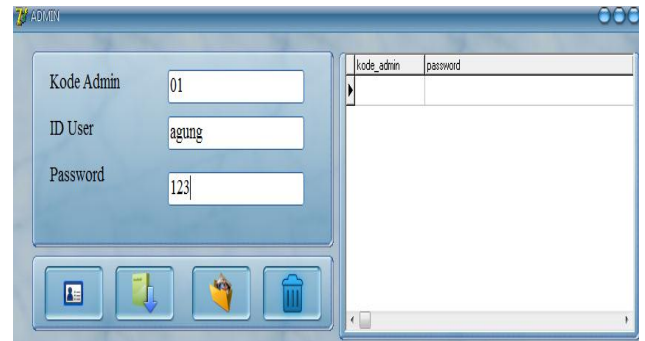 ADMIN
Kode Admin 01
ID User agung
Password 123
kode_admin password